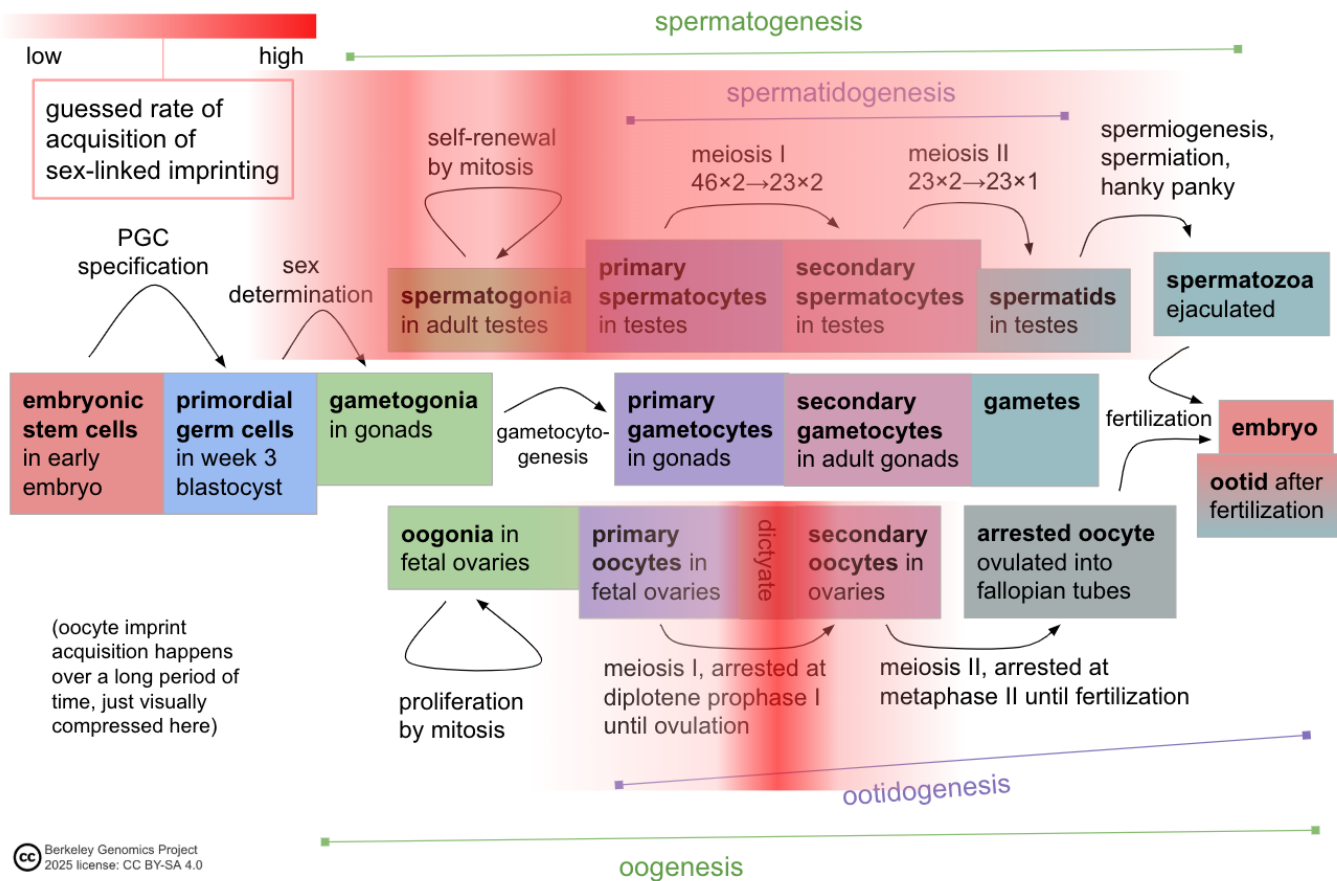 low
high
guessed rate of
acquisition of
sex-linked imprinting
spermatogenesis
spermatidogenesis
self-renewal
by mitosis
meiosis I
46×2→23×2
meiosis II
23×2→23×1
spermiogenesis,
spermiation,
hanky panky
PGC
specification
sex
determination
spermatogonia
in adult testes
primary
spermatocytes
in testes
secondary
spermatocytes
in testes
spermatids
in testes
spermatozoa
ejaculated
embryonic
stem cells
in early
embryo
primordial
germ cells
in week 3
blastocyst
gametogonia
in gonads
gametocyto-
genesis
primary
gametocytes
in gonads
secondary
gametocytes
in adult gonads
gametes
fertilization
embryo
ootid after
fertilization
oogonia in
fetal ovaries
primary
oocytes in
fetal ovaries
dictyate
secondary
oocytes in
ovaries
arrested oocyte
ovulated into
fallopian tubes
(oocyte imprint
acquisition happens
over a long period of
time, just visually
compressed here)
proliferation
by mitosis
meiosis I, arrested at
diplotene prophase I
until ovulation
meiosis II, arrested at
metaphase II until fertilization
ootidogenesis
oogenesis
cc
Berkeley Genomics Project
2025 license: CC BY-SA 4.0